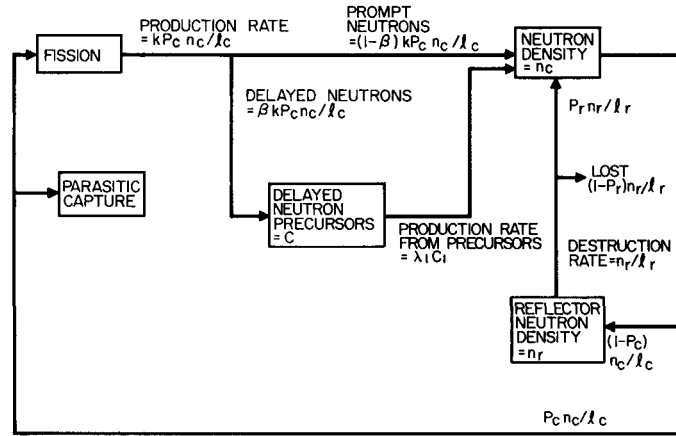 PRODUCTION RATE
= kPc nc/ℓc
PROMPT
NEUTRONS
=(1-β) kPc nc/ℓc
FISSION
NEUTRON
DENSITY
= nc
DELAYED NEUTRONS
= β kPc nc/ℓc
Pr nr/ℓr
LOST
(1-Pr) nr/ℓr
PARASITIC
CAPTURE
DELAYED
NEUTRON
PRECURSORS
= C
PRODUCTION RATE
FROM PRECURSORS
= λi Ci
DESTRUCTION
RATE = nr/ℓr
REFLECTOR
NEUTRON
DENSITY
= nr
(1-Pc)
nc/ℓc
Pc nc/ℓc